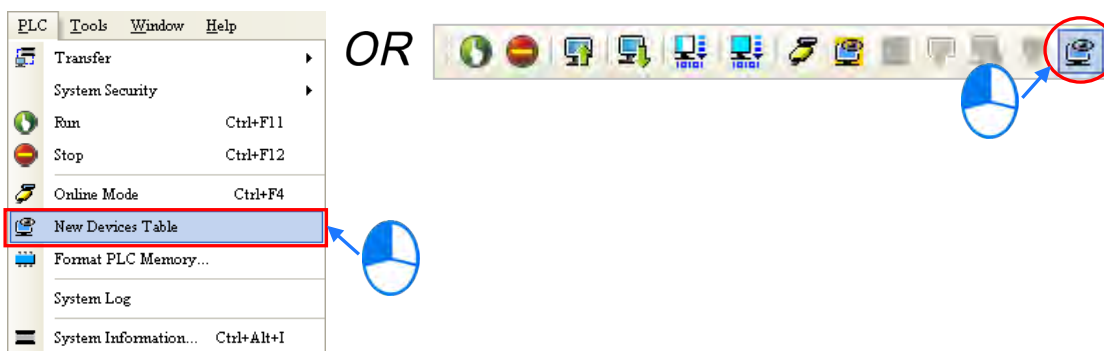 PLC Tools Window Help
OR
Transfer
System Security
Run Ctrl+F11
Stop Ctrl+F12
Online Mode Ctrl+F4
New Devices Table
Format PLC Memory...
System Log
System Information... Ctrl+Alt+I